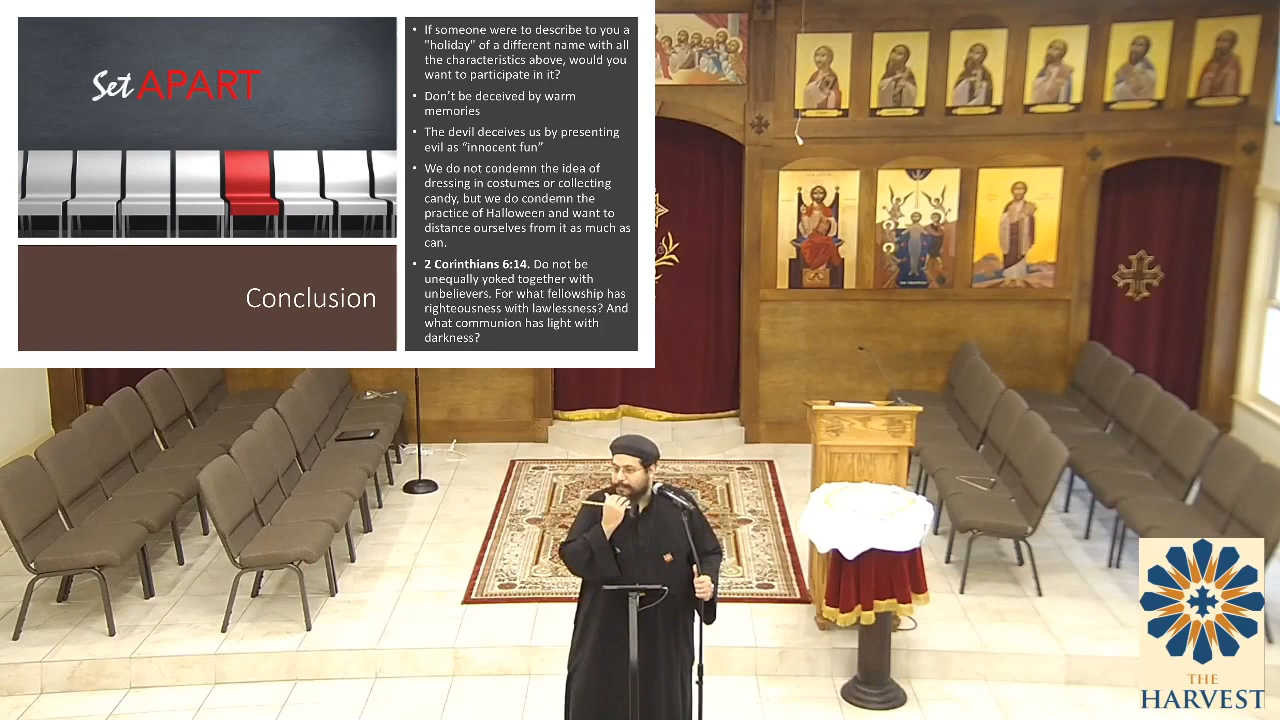 Set APART
Conclusion
• If someone were to describe to you a
"holiday" of a different name with all
the characteristics above, would you
want to participate in it?
• Don't be deceived by warm
memories
• The devil deceives us by presenting
evil as “innocent fun”
• We do not condemn the idea of
dressing in costumes or collecting
candy, but we do condemn the
practice of Halloween and want to
distance ourselves from it as much as
can.
• 2 Corinthians 6:14. Do not be
unequally yoked together with
unbelievers. For what fellowship has
righteousness with lawlessness? And
what communion has light with
darkness?
THE
HARVEST